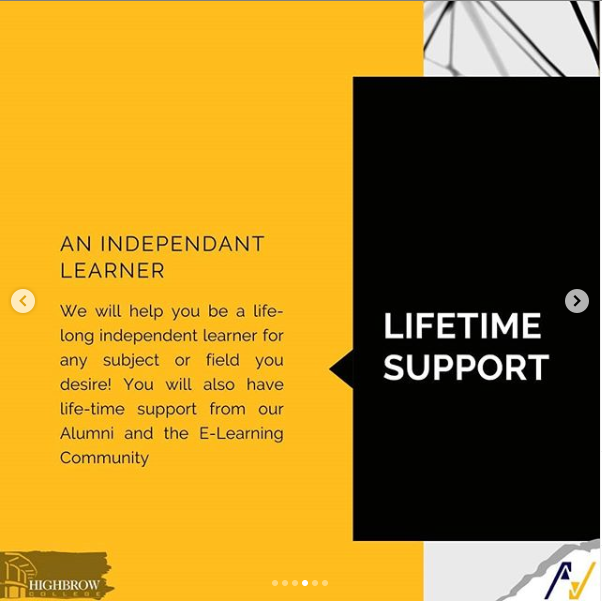 AN INDEPENDANT
LEARNER
We will help you be a life-
long independent learner for
any subject or field you
desire! You will also have
life-time support from our
Alumni and the E-Learning
Community
LIFETIME
SUPPORT
HIGHBROW
COLLEGE